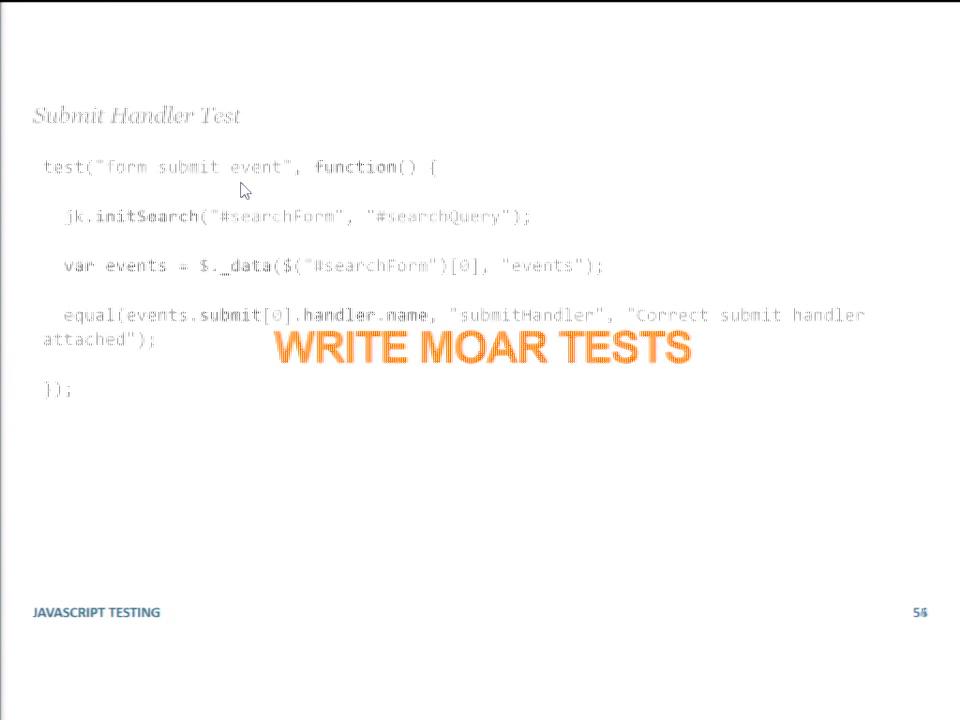 Submit Handler Test
test("form submit event", function() {
jk.initSearch("#searchForm", "#searchQuery");
var events = $._data($("#searchForm")[0], "events");
equal(events.submit[0].handler.name, "submitHandler", "Correct submit handler
attached");
WRITE MOAR TESTS
});
JAVASCRIPT TESTING